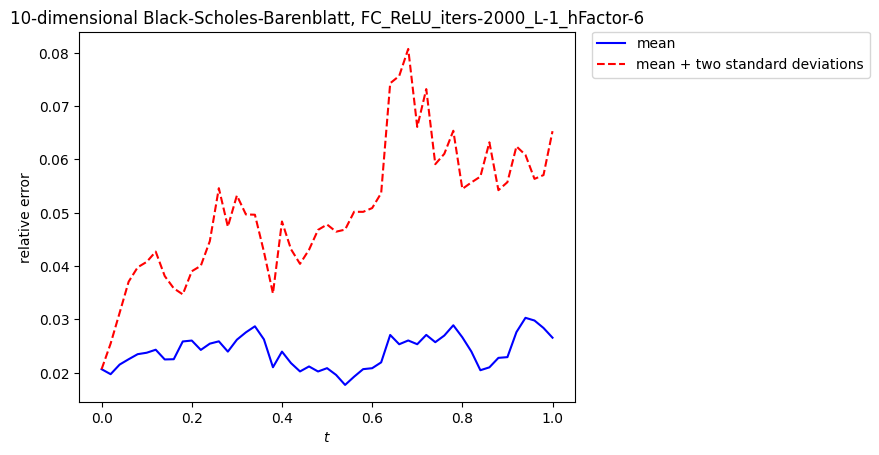 10-dimensional Black-Scholes-Barenblatt, FC_ReLU_iters-2000_L-1_hFactor-6
mean
mean + two standard deviations
relative error
0.08
0.07
0.06
0.05
0.04
0.03
0.02
0.0
0.2
0.4
0.6
0.8
1.0
t